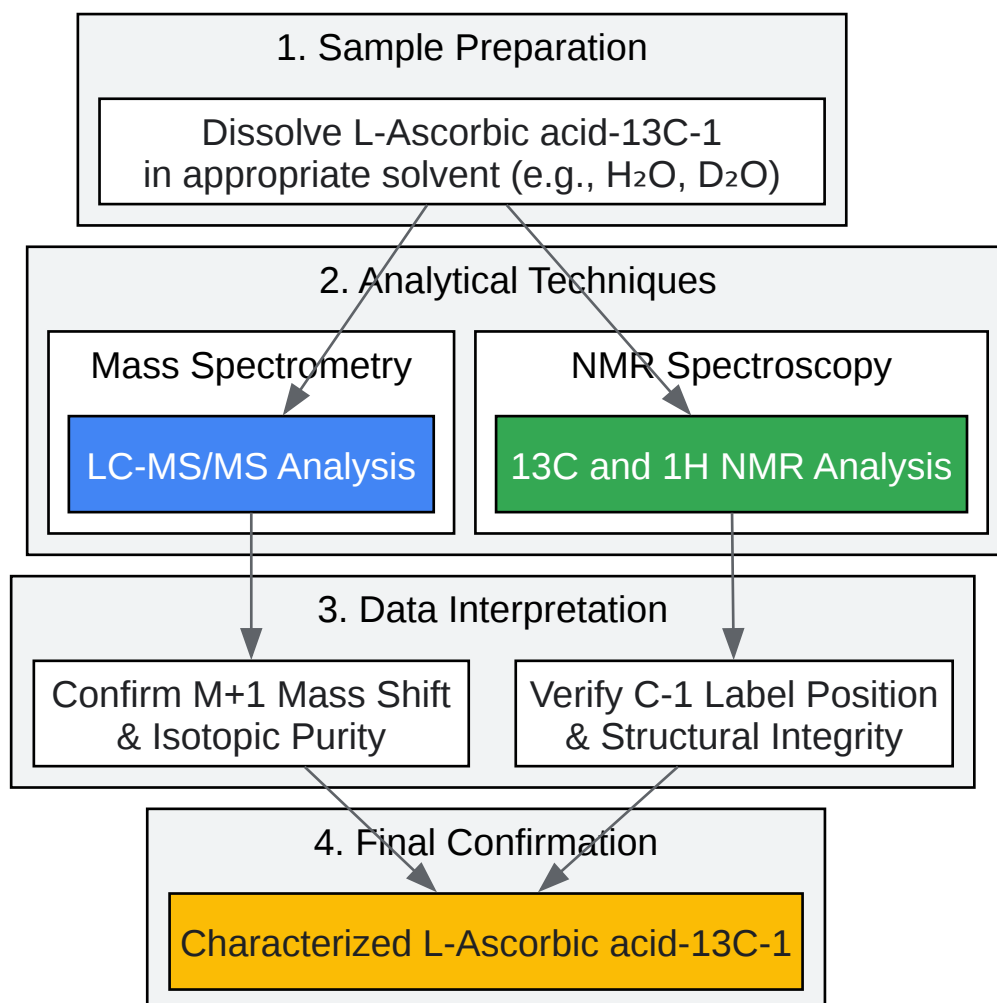 1. Sample Preparation
Dissolve L-Ascorbic acid-13C-1
in appropriate solvent (e.g., H₂O, D₂O)
2. Analytical Techniques
Mass Spectrometry
NMR Spectroscopy
LC-MS/MS Analysis
13C and 1H NMR Analysis
3. Data Interpretation
Confirm M+1 Mass Shift
& Isotopic Purity
Verify C-1 Label Position
& Structural Integrity
4. Final Confirmation
Characterized L-Ascorbic acid-13C-1